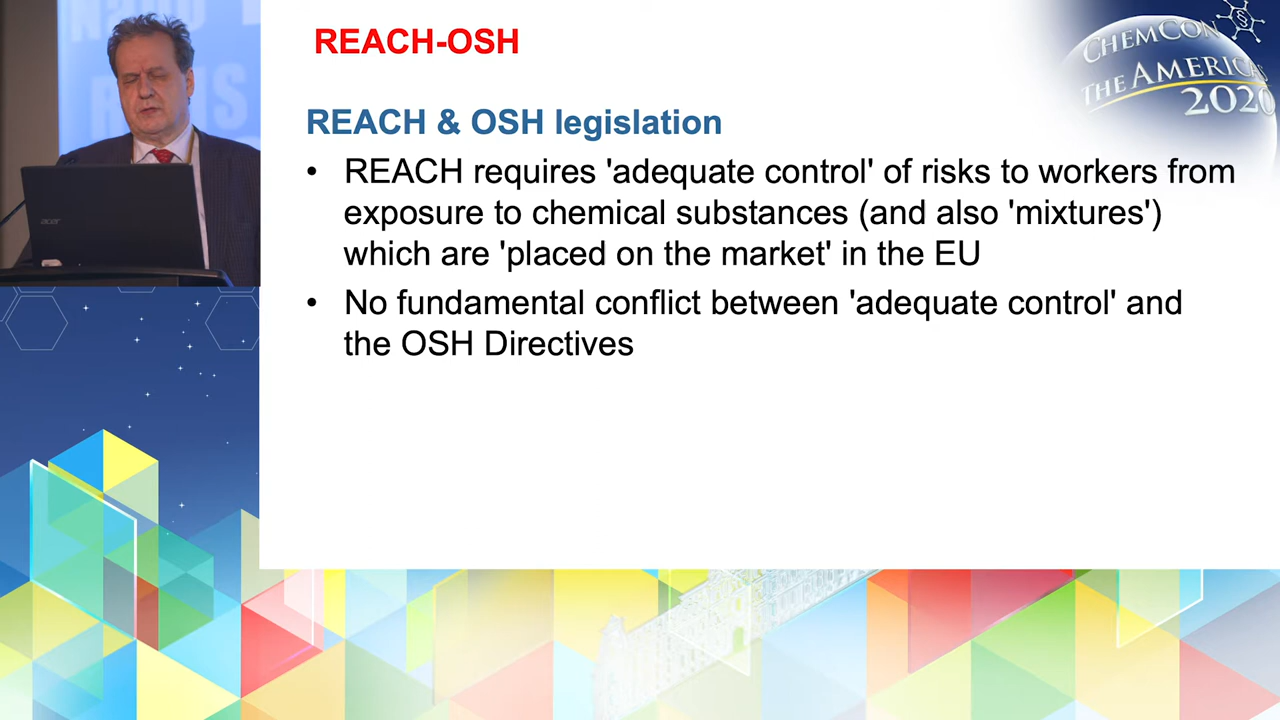 REACH-OSH
CHEMCON
THE AMERICAS
2020
REACH & OSH legislation
• REACH requires 'adequate control' of risks to workers from
exposure to chemical substances (and also 'mixtures')
which are 'placed on the market' in the EU
• No fundamental conflict between 'adequate control' and
the OSH Directives
acer